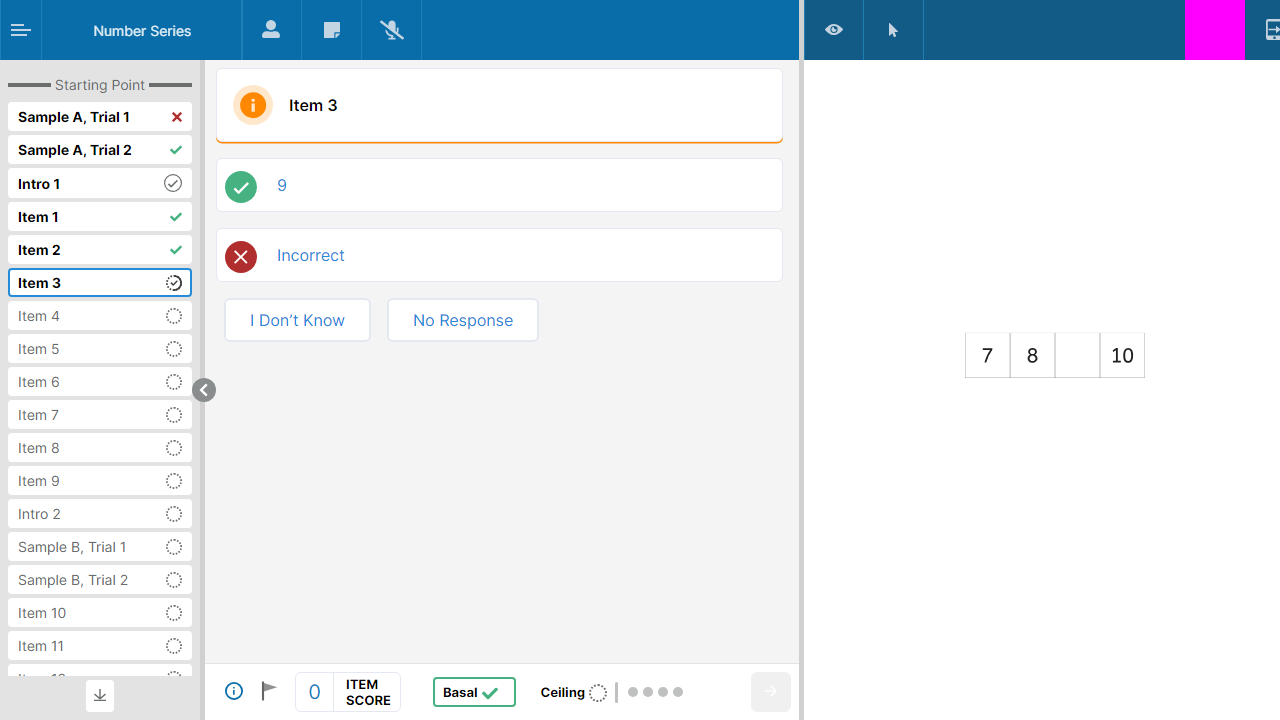 Number Series
Starting Point
Sample A, Trial 1
Sample A, Trial 2
Intro 1
Item 1
Item 2
Item 3
Item 4
Item 5
Item 6
Item 7
Item 8
Item 9
Intro 2
Sample B, Trial 1
Sample B, Trial 2
Item 10
Item 11
Item 3
9
Incorrect
I Don’t Know
No Response
0
ITEM
SCORE
Basal
Ceiling
7 8 10